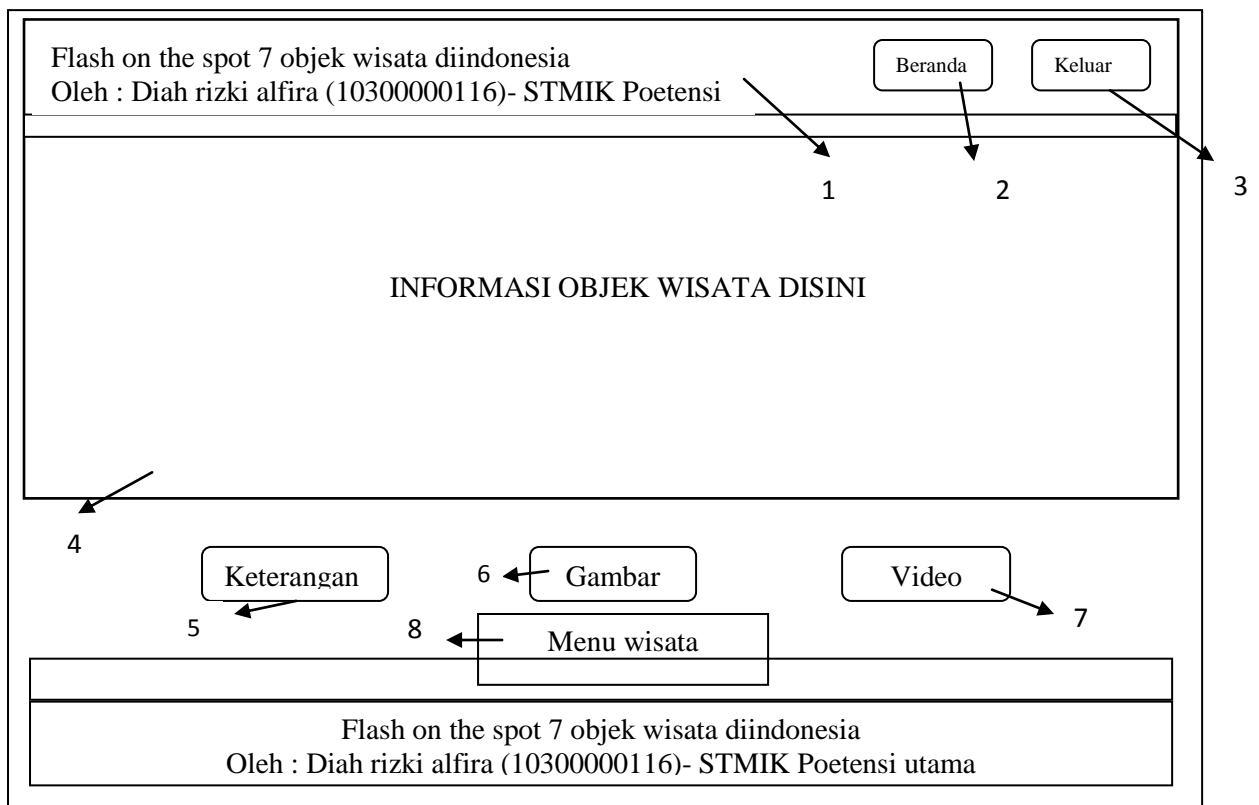 Flash on the spot 7 objek wisata diindonesia
Oleh : Diah rizki alfira (10300000116)- STMIK Poetensi
Beranda
Keluar
1
2
3
INFORMASI OBJEK WISATA DISINI
4
Keterangan
6
Gambar
Video
5
8
7
Menu wisata
Flash on the spot 7 objek wisata diindonesia
Oleh : Diah rizki alfira (10300000116)- STMIK Poetensi utama